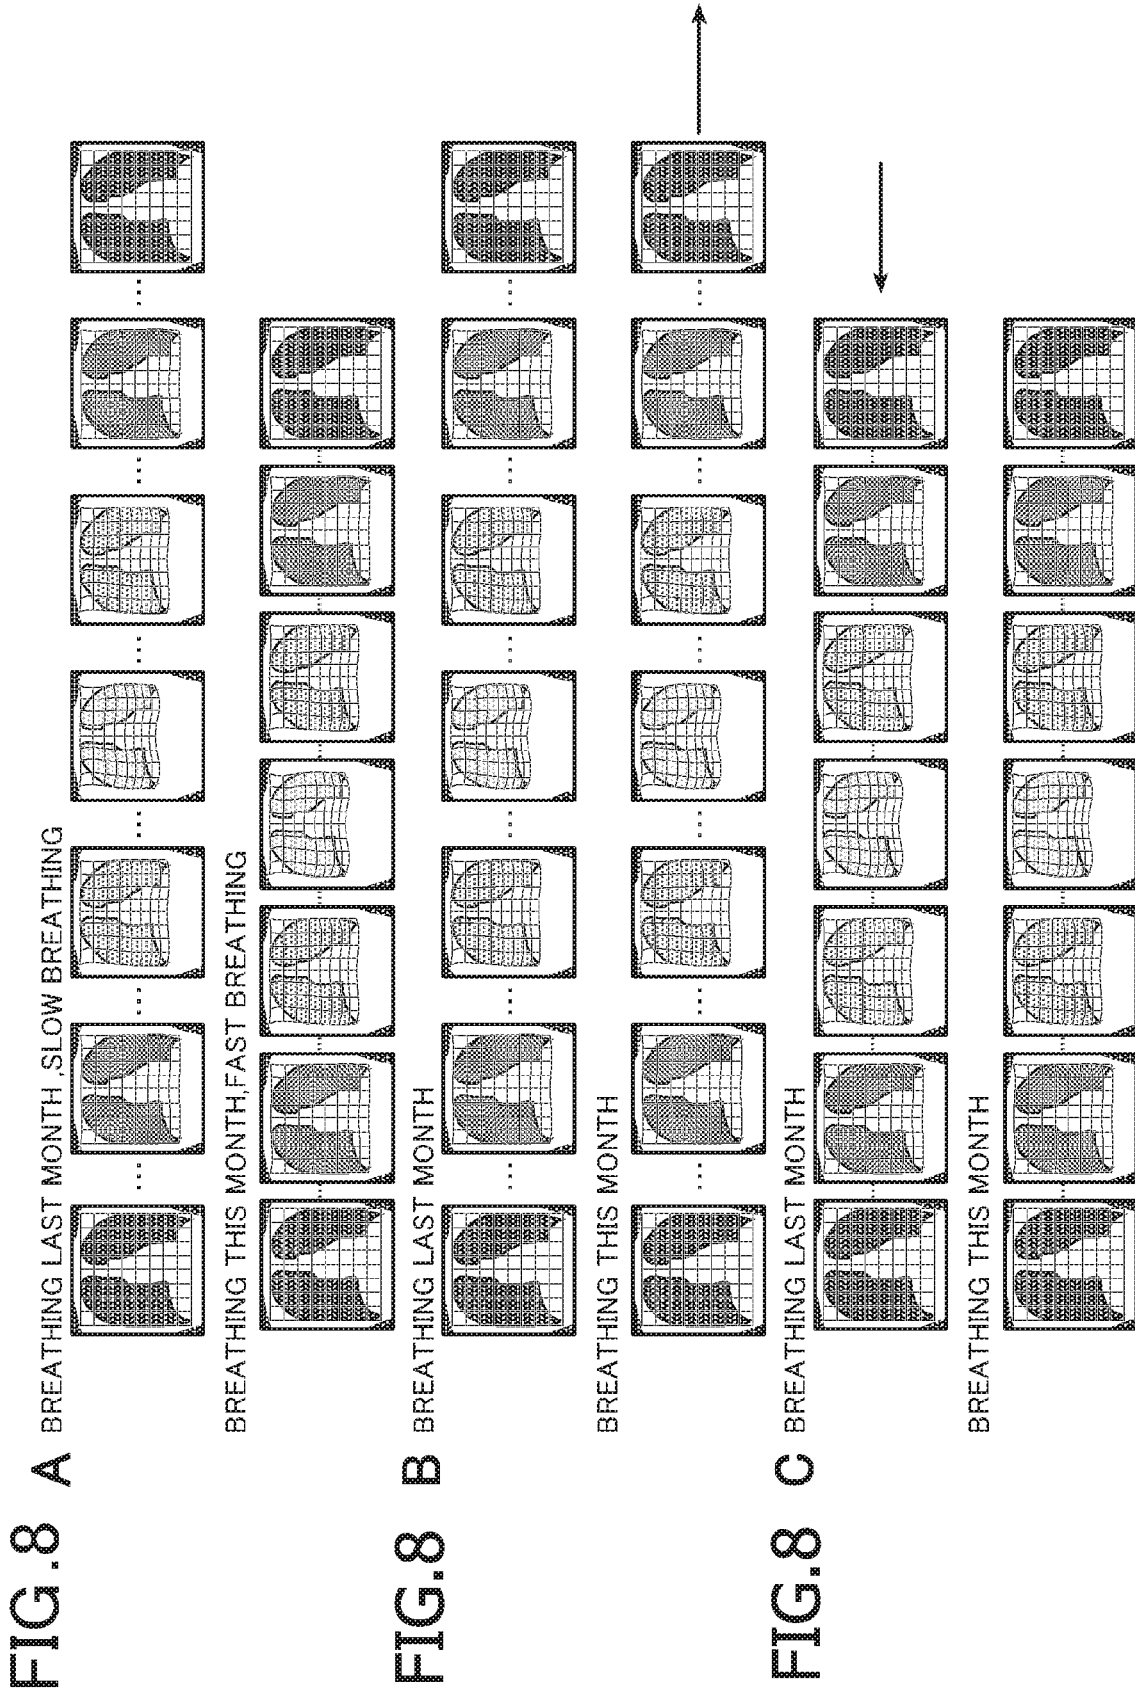 FIG.8 A
BREATHING LAST MONTH ,SLOW BREATHING
BREATHING THIS MONTH,FAST BREATHING
FIG.8 B
BREATHING LAST MONTH
BREATHING THIS MONTH
FIG.8 C
BREATHING LAST MONTH
BREATHING THIS MONTH